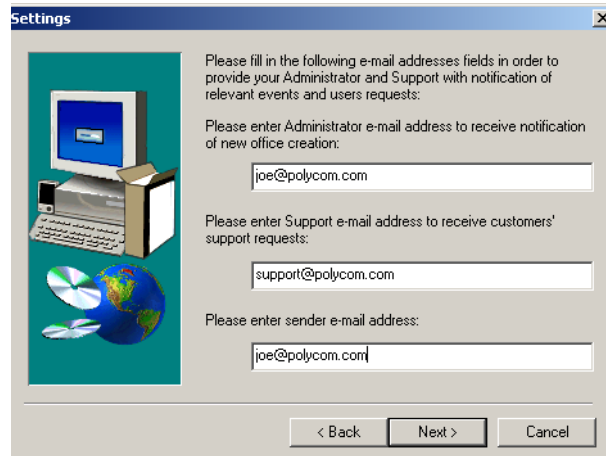 Settings
Please fill in the following e-mail addresses fields in order to
provide your Administrator and Support with notification of
relevant events and users requests:
Please enter Administrator e-mail address to receive notification
of new office creation:
joe@polycom.com
Please enter Support e-mail address to receive customers'
support requests:
support@polycom.com
Please enter sender e-mail address:
joe@polycom.com
< Back
Next >
Cancel